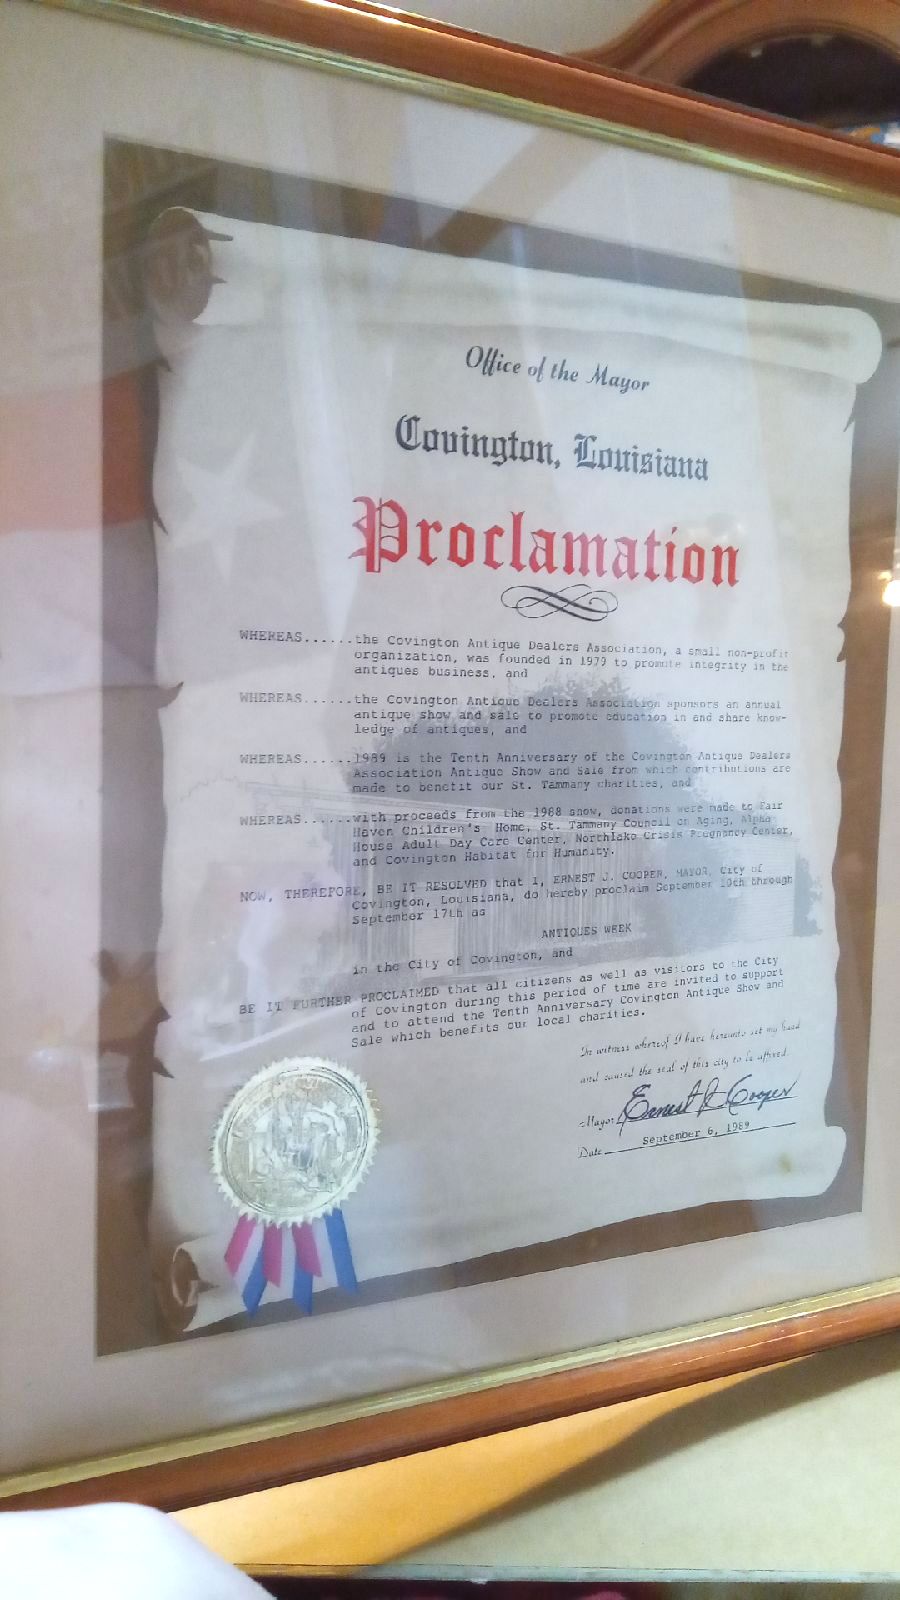 Office of the Mayor
Covington, Louisiana
Proclamation
WHEREAS......the Covington Antique Dealers Association, a small non-profit
organization, was founded in 1979 to promote integrity in the
antiques business, and
WHEREAS......the Covington Antique Dealers Association sponsors an annual
antique show and sale to promote education in and share know-
ledge of antiques, and
WHEREAS......1989 is the Tenth Anniversary of the Covington Antique Dealers
Association Antique Show and Sale from which contributions are
made to benefit our St. Tammany charities, and
WHEREAS......with proceeds from the 1988 show, donations were made to Fair
Haven Children's Home, St. Tammany Council on Aging, Alpha
House Adult Day Care Center, Northlake Crisis Pregnancy Center,
and Covington Habitat for Humanity.
NOW, THEREFORE, BE IT RESOLVED that I, ERNEST J. COOPER, MAYOR, City of
Covington, Louisiana, do hereby proclaim September 10th through
September 17th as
ANTIQUES WEEK
in the City of Covington, and
BE IT FURTHER PROCLAIMED that all citizens as well as visitors to the City
of Covington during this period of time are invited to support
and to attend the Tenth Anniversary Covington Antique Show and
Sale which benefits our local charities.
In witness whereof I have hereunto set my hand
and caused the seal of this city to be affixed.
Mayor Ernest J Cooper
Date September 6, 1989